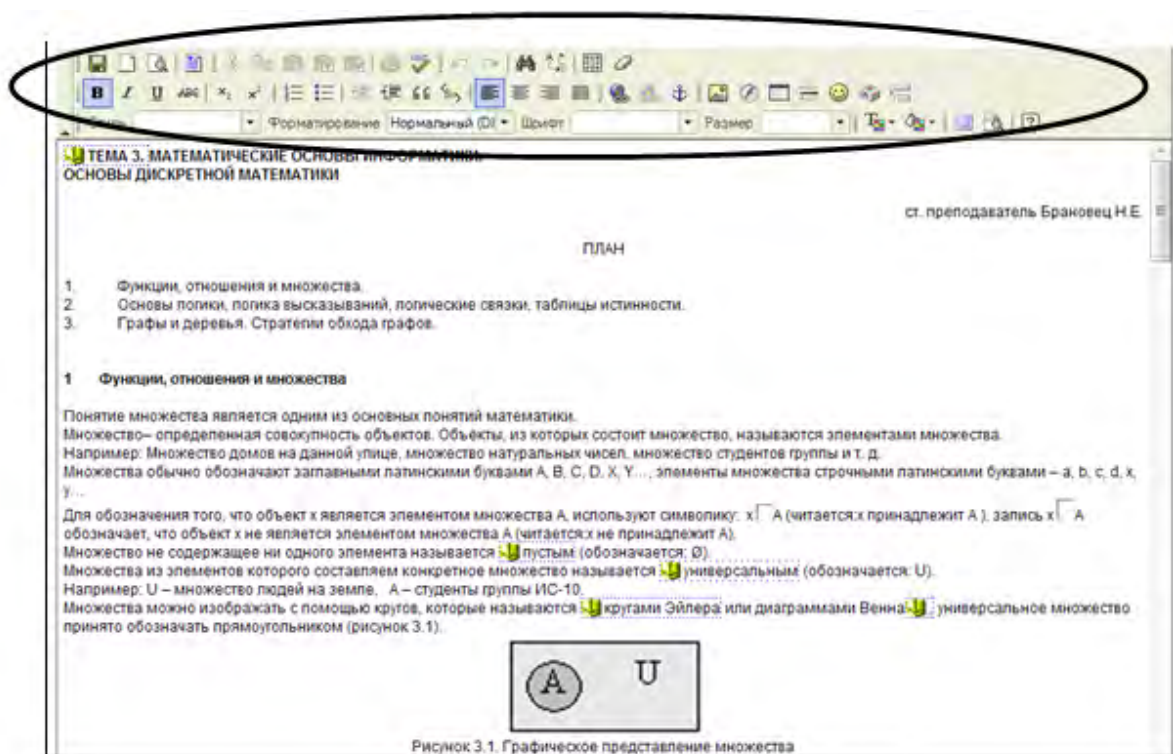 Стиль Форматирование Нормальный (DI Шрифт Размер
ТЕМА 3. МАТЕМАТИЧЕСКИЕ ОСНОВЫ ИНФОРМАТИКИ.
ОСНОВЫ ДИСКРЕТНОЙ МАТЕМАТИКИ
ст. преподаватель Брановец Н.Е.
ПЛАН
1. Функции, отношения и множества.
2. Основы логики, логика высказываний, логические связки, таблицы истинности.
3. Графы и деревья. Стратегии обхода графов.
1 Функции, отношения и множества
Понятие множества является одним из основных понятий математики.
Множество– определенная совокупность объектов. Объекты, из которых состоит множество, называются элементами множества.
Например: Множество домов на данной улице, множество натуральных чисел, множество студентов группы и т. д.
Множества обычно обозначают заглавными латинскими буквами A, B, C, D, X, Y…, элементы множества строчными латинскими буквами – a, b, c, d, x,
y…
Для обозначения того, что объект x является элементом множества А, используют символику: x А (читается:х принадлежит А ), запись x А
обозначает, что объект х не является элементом множества А (читается:х не принадлежит А).
Множество не содержащее ни одного элемента называется пустым (обозначается: Ø).
Множества из элементов которого составляем конкретное множество называется универсальным (обозначается: U).
Например: U – множество людей на земле, A – студенты группы ИС-10.
Множества можно изображать с помощью кругов, которые называются кругами Эйлера или диаграммами Венна, универсальное множество
принято обозначать прямоугольником (рисунок 3.1).
A U
Рисунок 3.1. Графическое представление множества